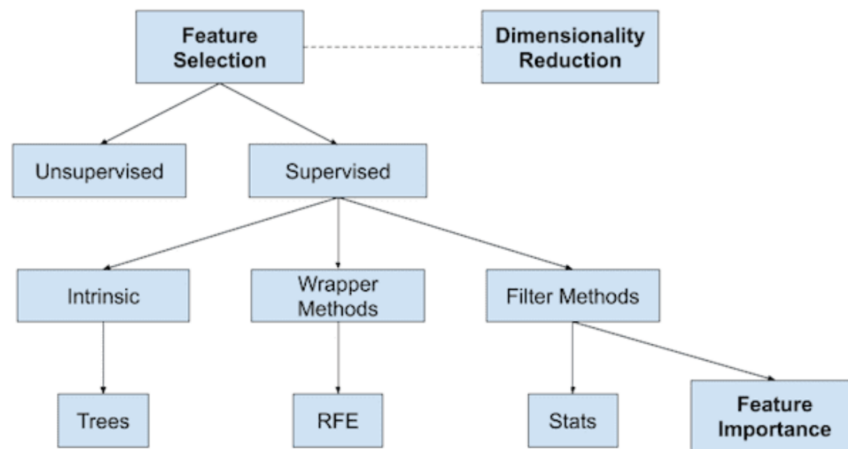 Feature
Selection
Dimensionality
Reduction
Unsupervised
Supervised
Intrinsic
Wrapper
Methods
Filter Methods
Trees
RFE
Stats
Feature
Importance